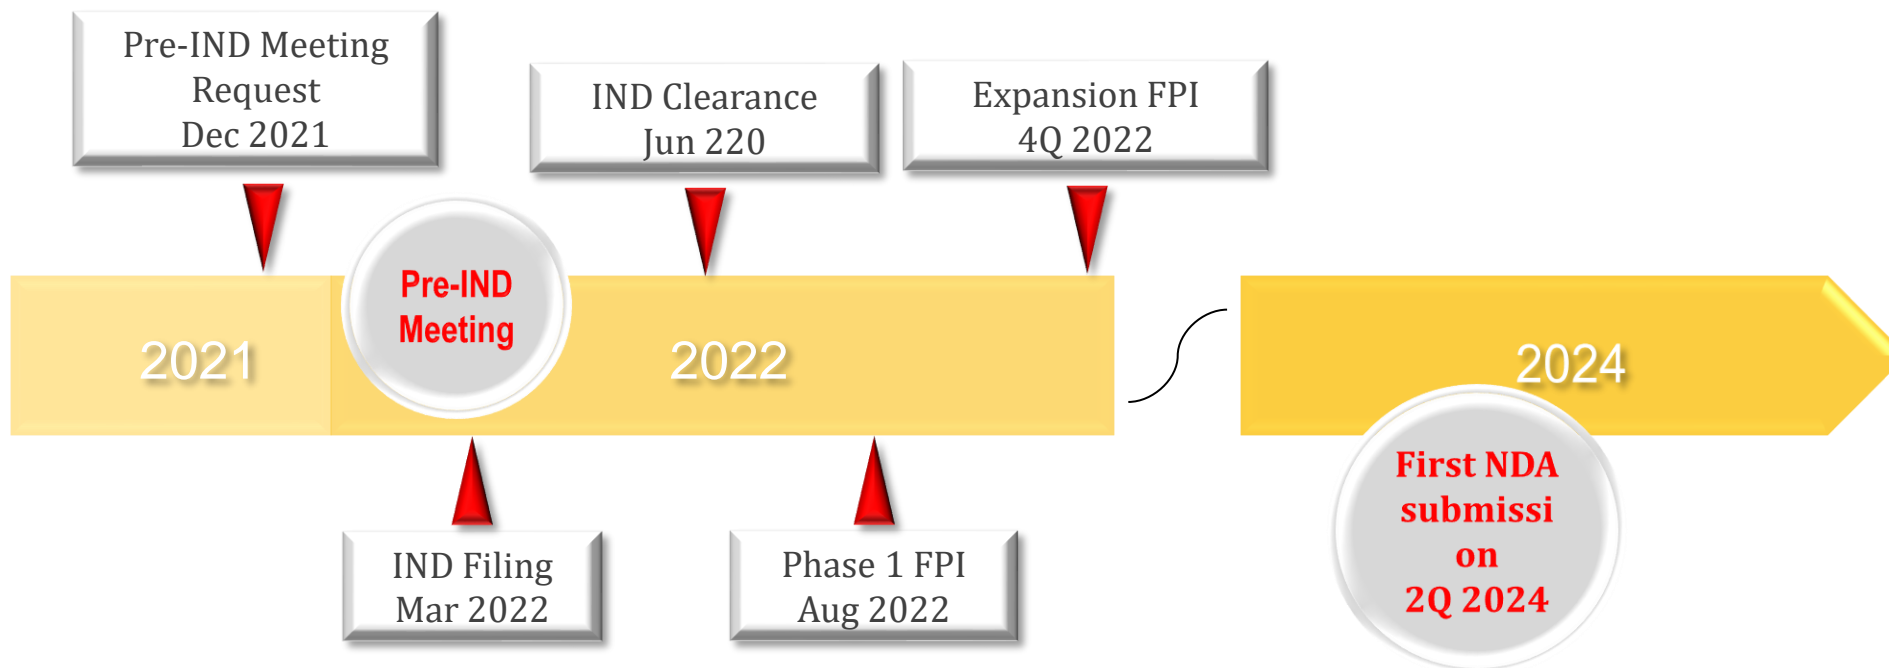 Pre-IND Meeting
Request
Dec 2021
IND Clearance
Jun 220
Expansion FPI
4Q 2022
Pre-IND
Meeting
2021
2022
2024
IND Filing
Mar 2022
Phase 1 FPI
Aug 2022
First NDA
submissi
on
2Q 2024